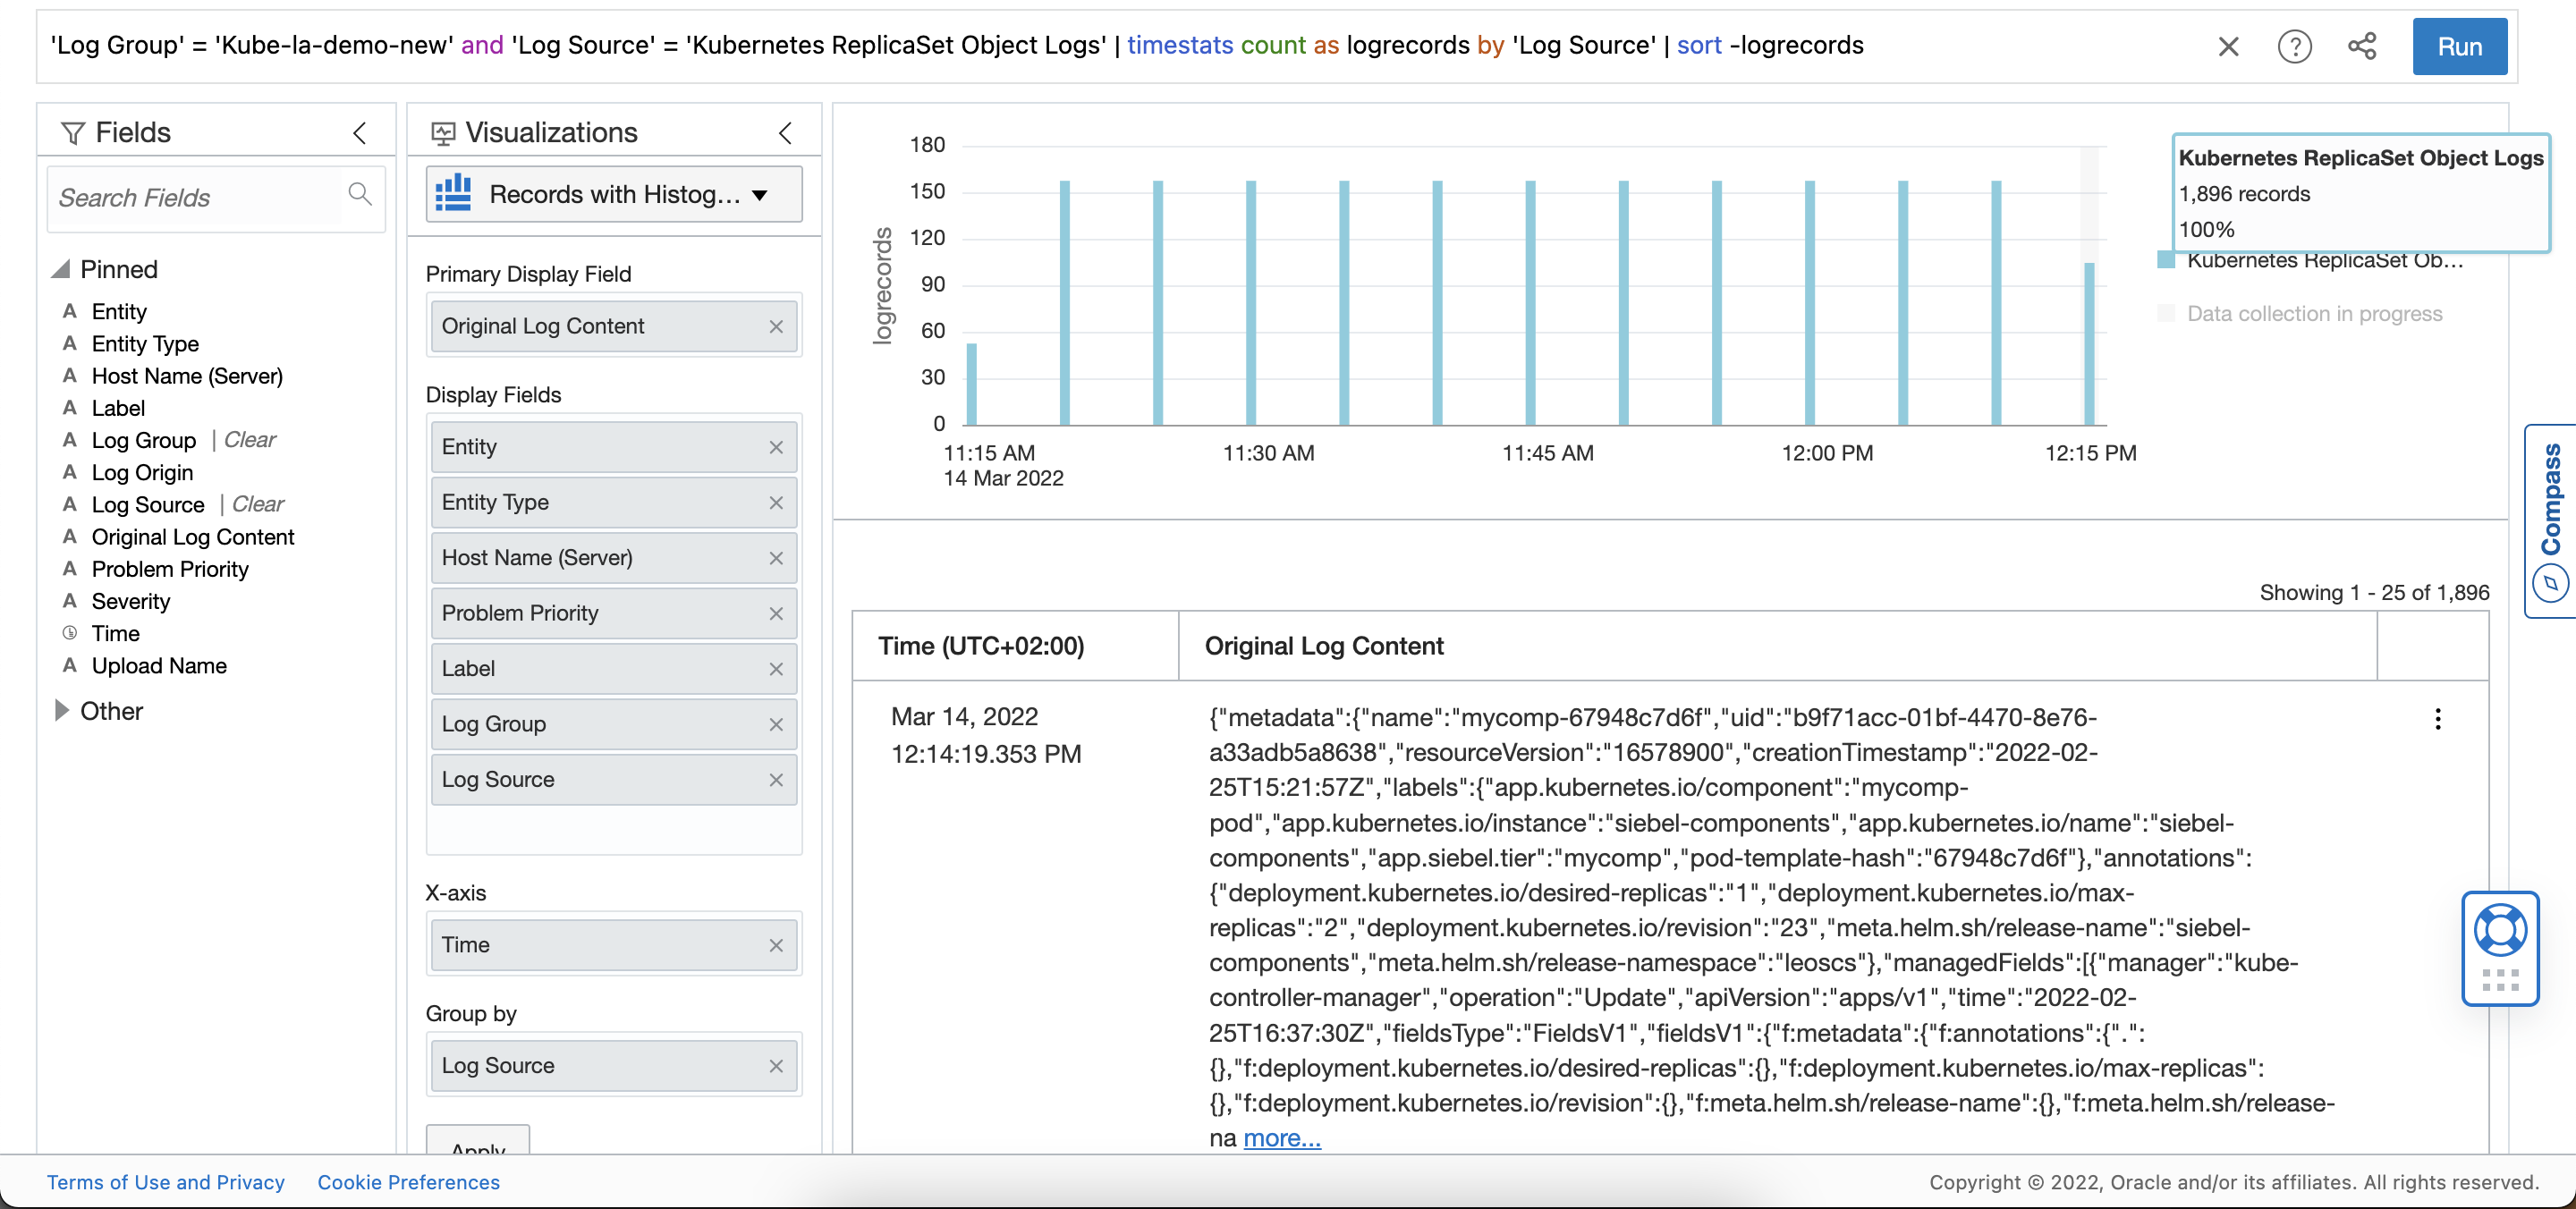 'Log Group' = 'Kube-la-demo-new' and 'Log Source' = 'Kubernetes ReplicaSet Object Logs' | timestats count as logrecords by 'Log Source' | sort -logrecords
Run
Fields
Search Fields
Pinned
Entity
Entity Type
Host Name (Server)
Label
Log Group | Clear
Log Origin
Log Source | Clear
Original Log Content
Problem Priority
Severity
Time
Upload Name
Other
Visualizations
Records with Histog...
Primary Display Field
Original Log Content
Display Fields
Entity
Entity Type
Host Name (Server)
Problem Priority
Label
Log Group
Log Source
X-axis
Time
Group by
Log Source
Apply
logrecords
180
150
120
90
60
30
0
11:15 AM
14 Mar 2022
11:30 AM
11:45 AM
12:00 PM
12:15 PM
Kubernetes ReplicaSet Object Logs
1,896 records
100%
Kubernetes ReplicaSet Ob...
Data collection in progress
Compass
Showing 1 - 25 of 1,896
Time (UTC+02:00)
Original Log Content
Mar 14, 2022
12:14:19.353 PM
{"metadata":{"name":"mycomp-67948c7d6f","uid":"b9f71acc-01bf-4470-8e76-
a33adb5a8638","resourceVersion":"16578900","creationTimestamp":"2022-02-
25T15:21:57Z","labels":{"app.kubernetes.io/component":"mycomp-
pod","app.kubernetes.io/instance":"siebel-components","app.kubernetes.io/name":"siebel-
components","app.siebel.tier":"mycomp","pod-template-hash":"67948c7d6f"},"annotations":
{"deployment.kubernetes.io/desired-replicas":"1","deployment.kubernetes.io/max-
replicas":"2","deployment.kubernetes.io/revision":"23","meta.helm.sh/release-name":"siebel-
components","meta.helm.sh/release-namespace":"leoscs"},"managedFields":[{"manager":"kube-
controller-manager","operation":"Update","apiVersion":"apps/v1","time":"2022-02-
25T16:37:30Z","fieldsType":"FieldsV1","fieldsV1":{"f:metadata":{"f:annotations":{".":
{},"f:deployment.kubernetes.io/desired-replicas":{},"f:deployment.kubernetes.io/max-replicas":
{},"f:deployment.kubernetes.io/revision":{},"f:meta.helm.sh/release-name":{},"f:meta.helm.sh/release-
na more...
Terms of Use and Privacy
Cookie Preferences
Copyright © 2022, Oracle and/or its affiliates. All rights reserved.